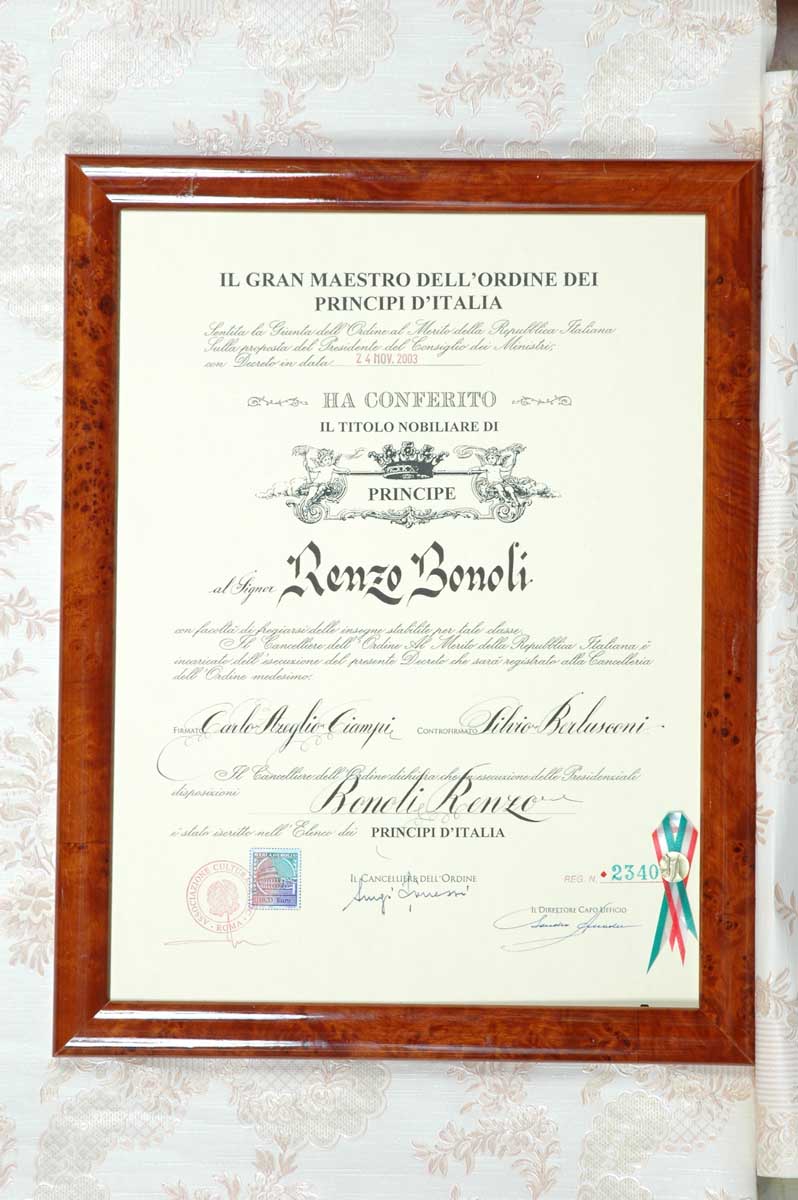 IL GRAN MAESTRO DELL'ORDINE DEI
PRINCIPI D'ITALIA
Sentita la Giunta dell'Ordine al Merito della Repubblica Italiana
Sulla proposta del Presidente del Consiglio dei Ministri;
con Decreto in data 24 NOV. 2003
HA CONFERITO
IL TITOLO NOBILIARE DI
PRINCIPE
al Signor Renzo Bonoli
con facoltà di fregiarsi delle insegne stabilite per tale classe
Il Cancelliere dell'Ordine Al Merito della Repubblica Italiana è
incaricato dell'esecuzione del presente Decreto che sarà registrato alla Cancelleria
dell'Ordine medesimo:
FIRMATO Carlo Azeglio Ciampi CONTROFIRMATO Silvio Berlusconi
Il Cancelliere dell'Ordine dichiara che in esecuzione delle Presidenziali
disposizioni Bonoli Renzo
è stato iscritto nell'Elenco dei PRINCIPI D'ITALIA
IL CANCELLIERE DELL'ORDINE
REG. N. 2340
ASSOCIAZIONE CULTU
ROMA
Euro
Luigi
IL DIRETTORE CAPO UFFICIO
Sandro